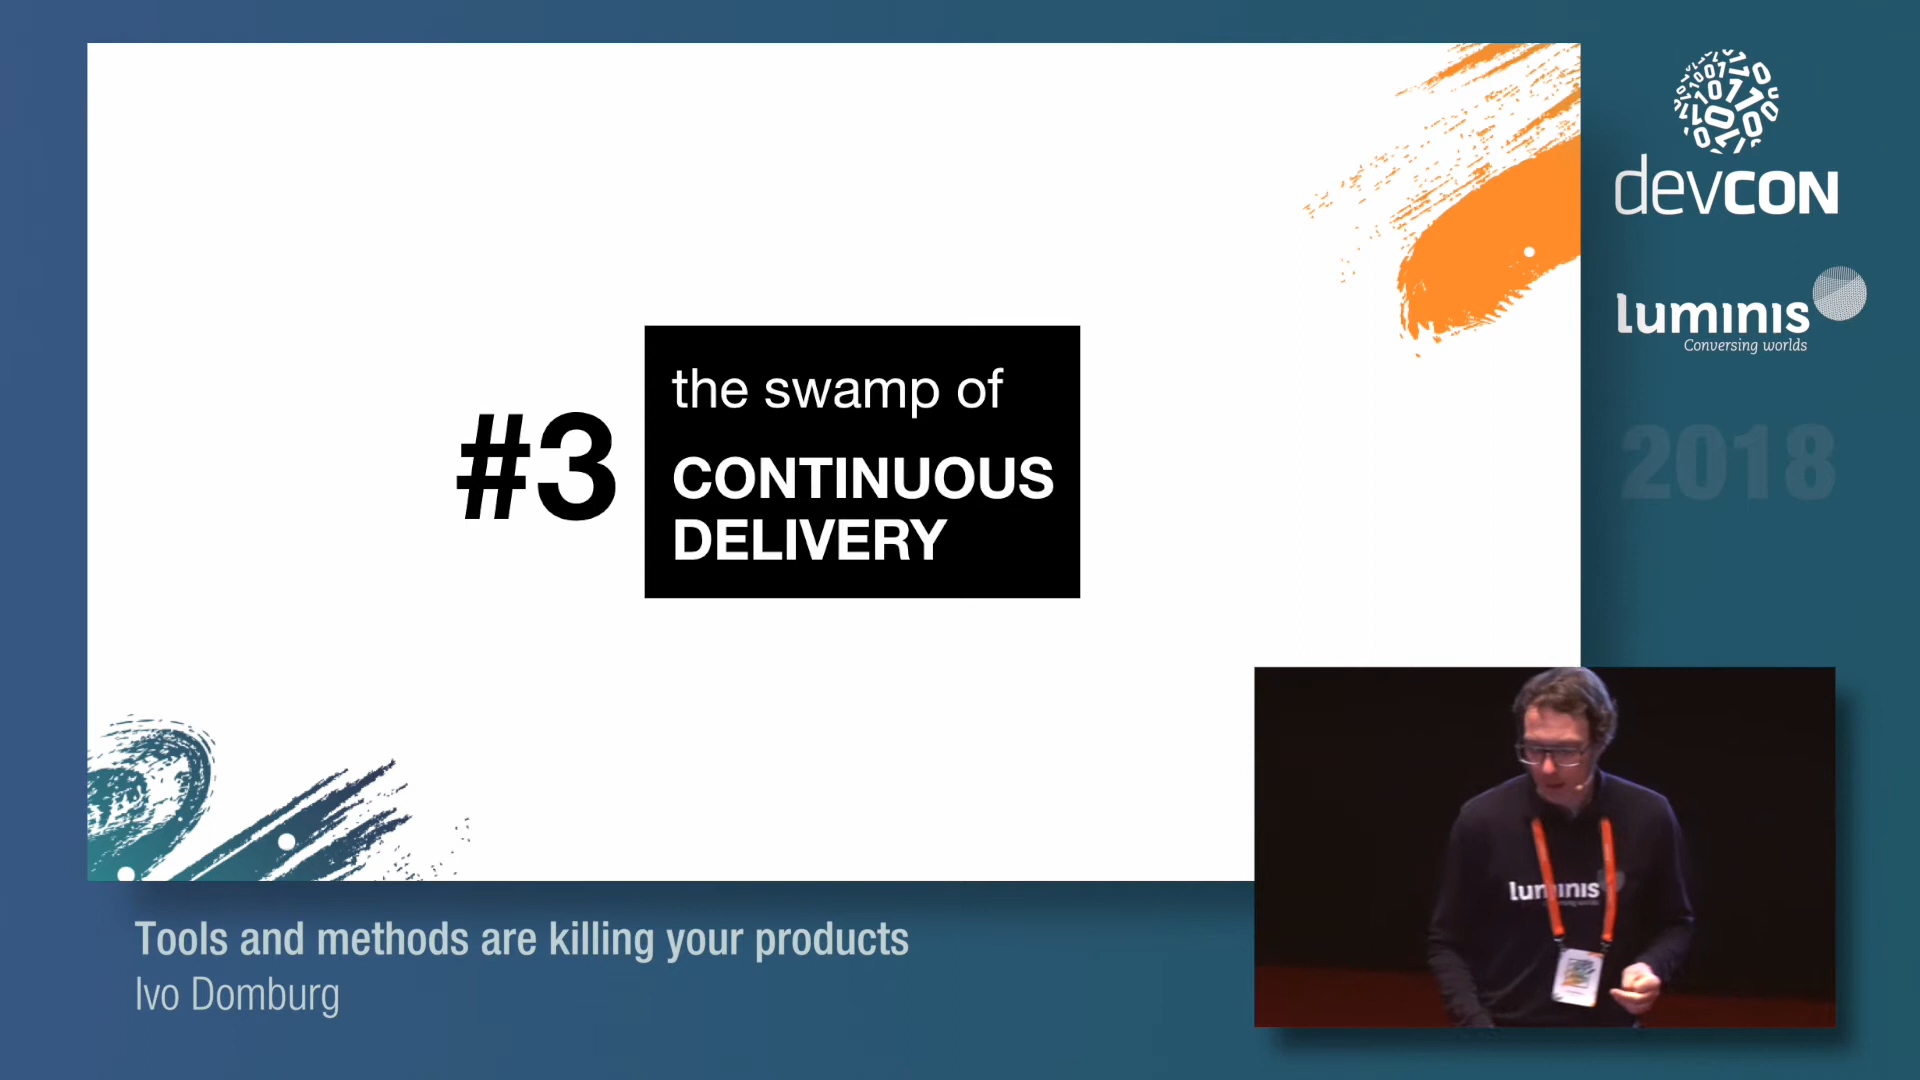 #3
the swamp of
CONTINUOUS
DELIVERY
devcon
luminis
Conversing worlds
2018
luminis
Tools and methods are killing your products
Ivo Domburg